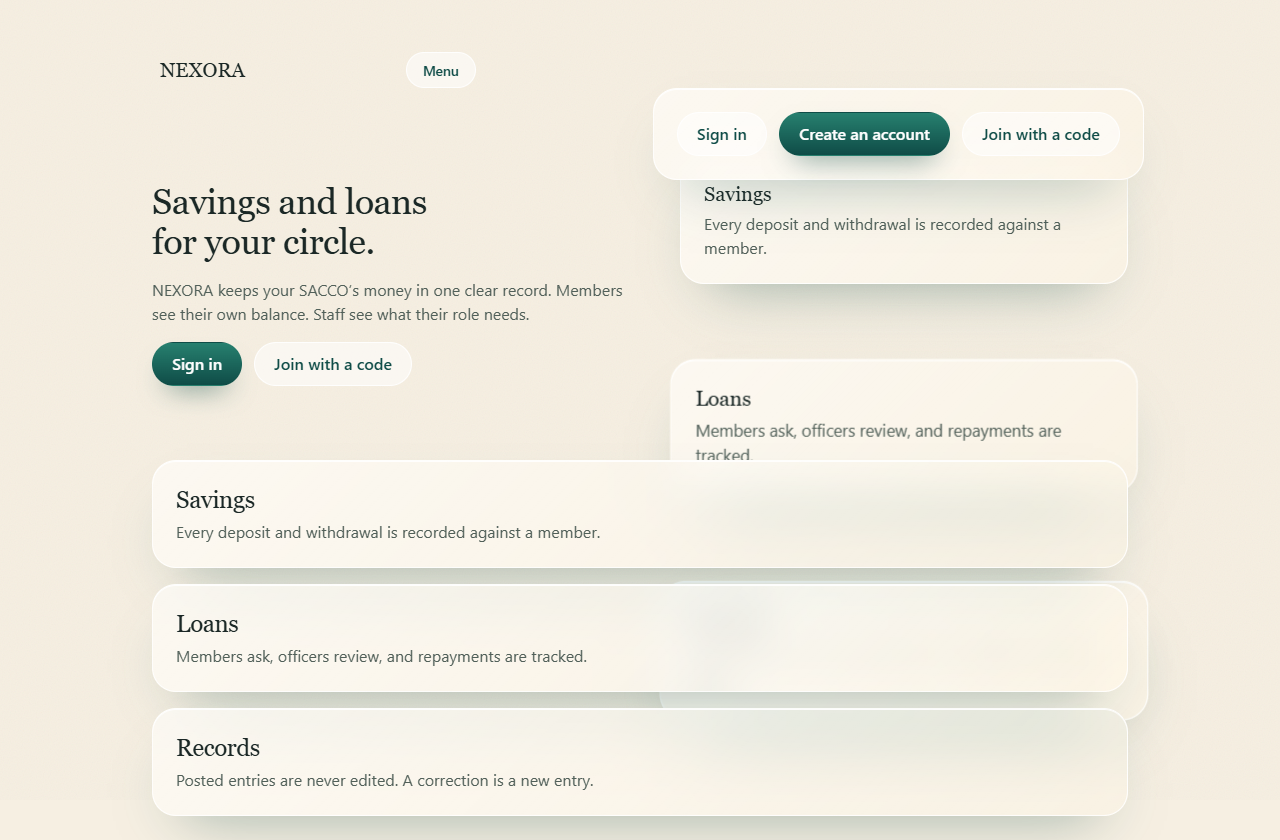 NEXORA
Menu
Sign in
Create an account
Join with a code
Savings and loans
for your circle.
NEXORA keeps your SACCO’s money in one clear record. Members
see their own balance. Staff see what their role needs.
Sign in
Join with a code
Savings
Every deposit and withdrawal is recorded against a
member.
Loans
Members ask, officers review, and repayments are
tracked.
Savings
Every deposit and withdrawal is recorded against a member.
Loans
Members ask, officers review, and repayments are tracked.
Records
Posted entries are never edited. A correction is a new entry.